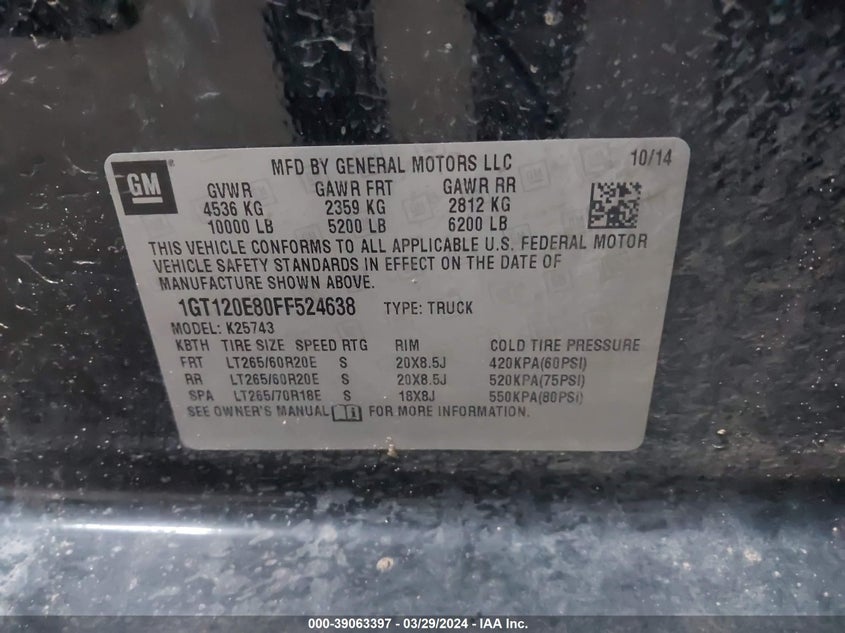 GM ® MFD BY GENERAL MOTORS LLC 10/14
GVWR GAWR FRT GAWR RR
4536 KG 2359 KG 2812 KG
10000 LB 5200 LB 6200 LB
THIS VEHICLE CONFORMS TO ALL APPLICABLE U.S. FEDERAL MOTOR
VEHICLE SAFETY STANDARDS IN EFFECT ON THE DATE OF
MANUFACTURE SHOWN ABOVE.
1GT120E80FF524638 TYPE: TRUCK
MODEL: K25743
KBTH TIRE SIZE SPEED RTG RIM COLD TIRE PRESSURE
FRT LT265/60R20E S 20X8.5J 420KPA(60PSI)
RR LT265/60R20E S 20X8.5J 520KPA(75PSI)
SPA LT265/70R18E S 18X8J 550KPA(80PSI)
SEE OWNER'S MANUAL FOR MORE INFORMATION.
000-39063397 - 03/29/2024 - IAA Inc.